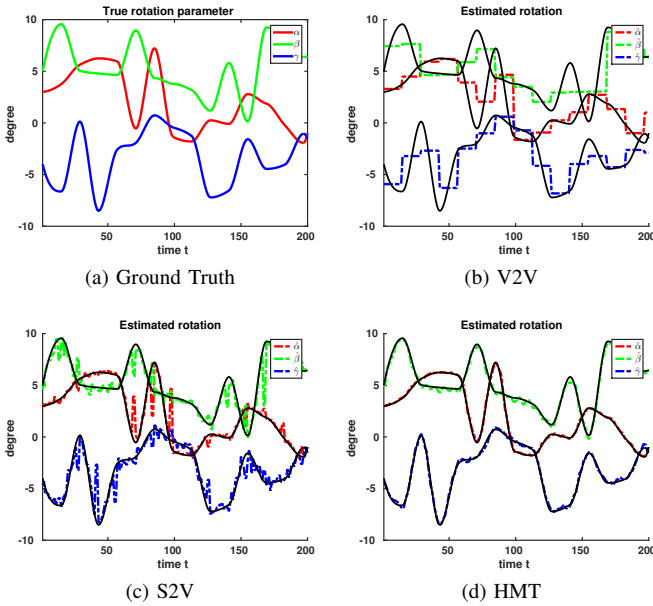 True rotation parameter
10
5
0
-5
-10
degree
50
100
150
200
time t
α
β
γ
(a) Ground Truth
Estimated rotation
10
5
0
-5
-10
degree
50
100
150
200
time t
α̂
β̂
γ̂
(b) V2V
Estimated rotation
10
5
0
-5
-10
degree
50
100
150
200
time t
α̂
β̂
γ̂
(c) S2V
Estimated rotation
10
5
0
-5
-10
degree
50
100
150
200
time t
α̂
β̂
γ̂
(d) HMT